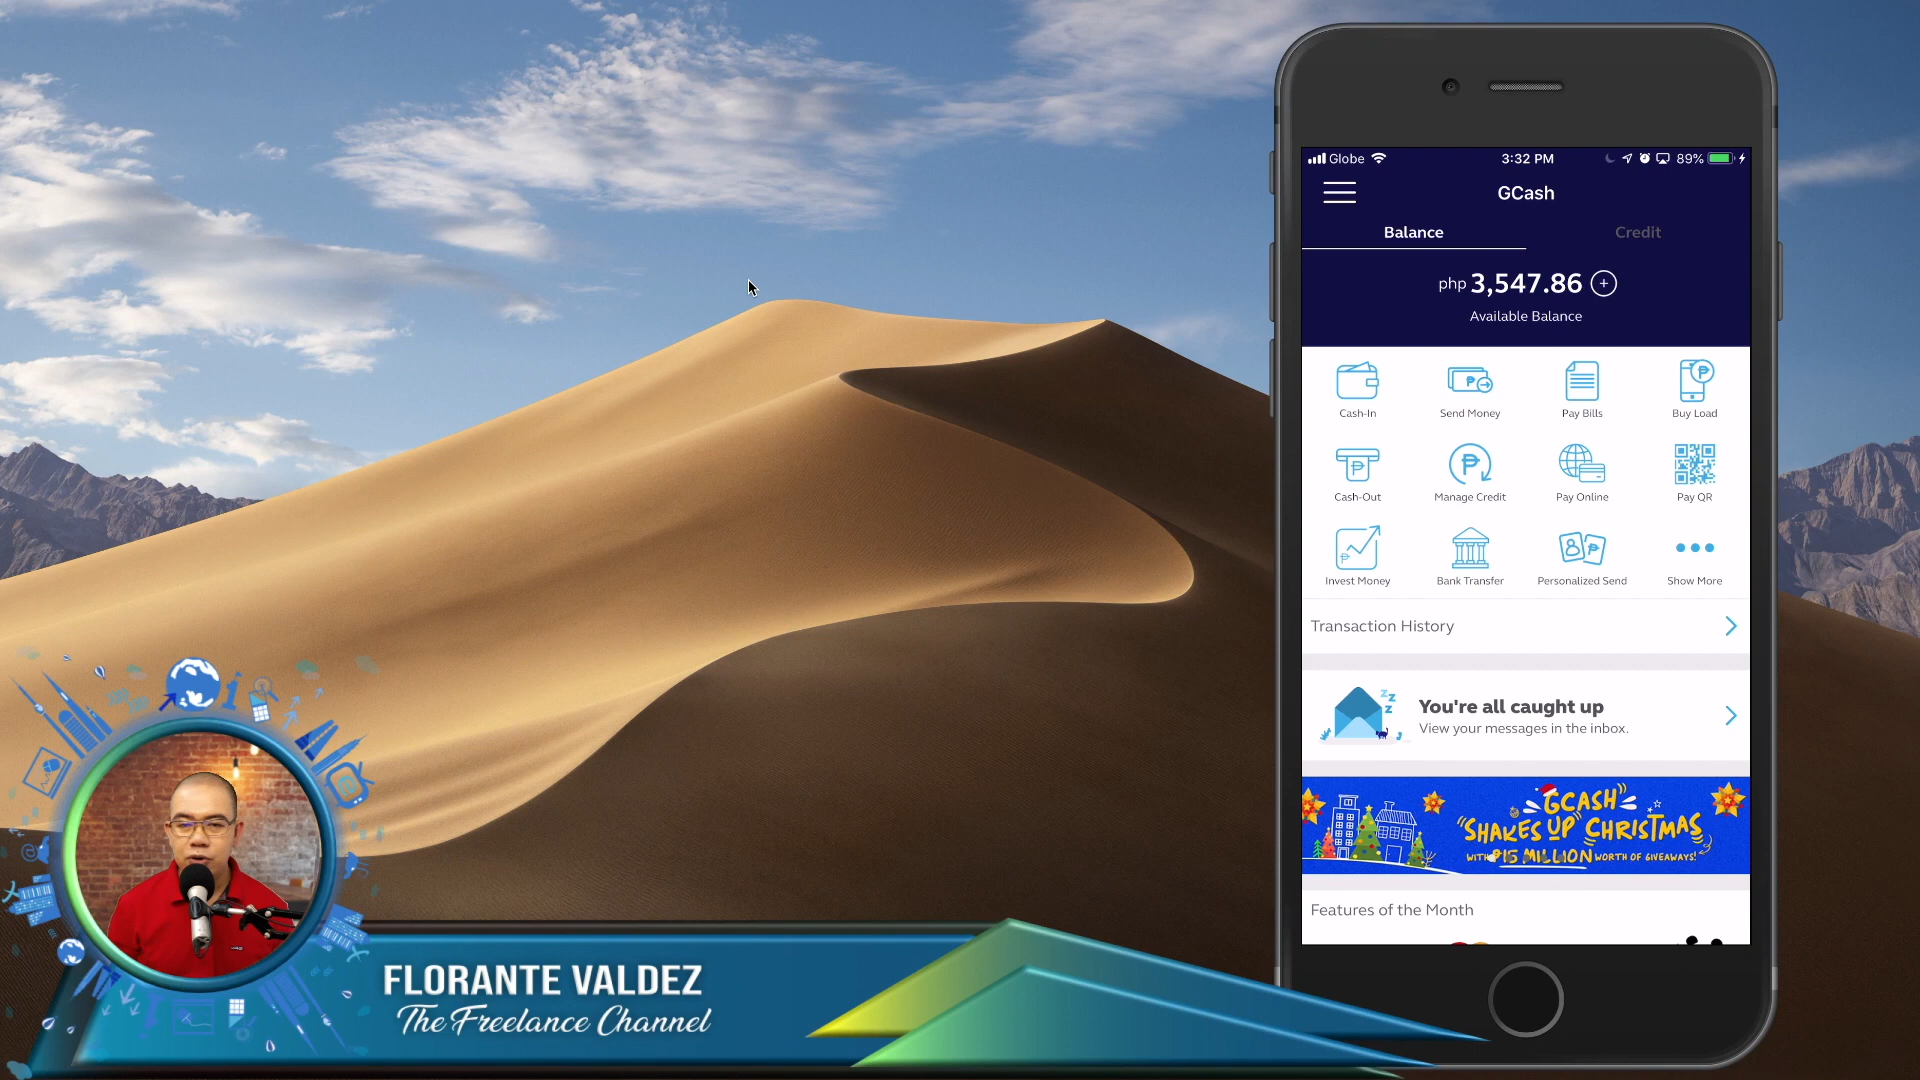 Globe
3:32 PM
89%
GCash
Balance
Credit
php 3,547.86 +
Available Balance
Cash-In
Send Money
Pay Bills
Buy Load
Cash-Out
Manage Credit
Pay Online
Pay QR
Invest Money
Bank Transfer
Personalized Send
Show More
Transaction History
You're all caught up
View your messages in the inbox.
GCASH
"SHAKES UP" CHRISTMAS
WITH ₱15 MILLION WORTH OF GIVEAWAYS!
Features of the Month
FLORANTE VALDEZ
The Freelance Channel